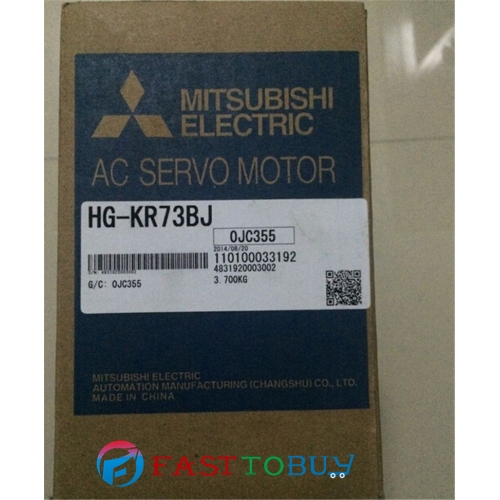 MITSUBISHI
ELECTRIC
AC SERVO MOTOR
HG-KR73BJ
0JC355
2014/08/20
110100033192
4831920003002
3.700KG
G/C: 0JC355
MITSUBISHI ELECTRIC
AUTOMATION MANUFACTURING (CHANGSHU) CO., LTD.
MADE IN CHINA
FASTTOBUY